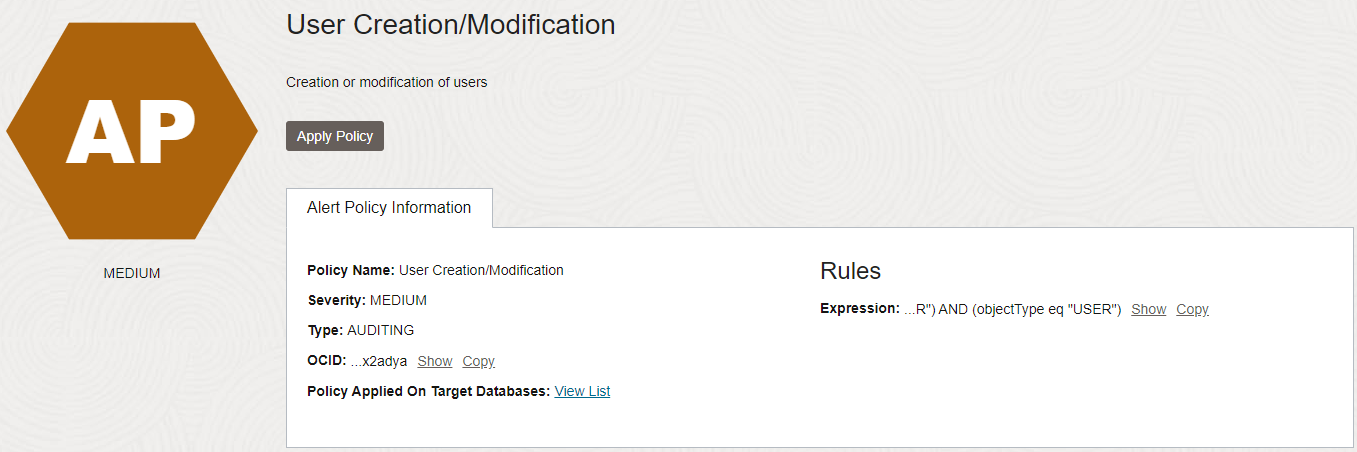 User Creation/Modification
AP
Creation or modification of users
Apply Policy
MEDIUM
Alert Policy Information
Policy Name: User Creation/Modification
Severity: MEDIUM
Type: AUDITING
OCID: ...x2adya Show Copy
Policy Applied On Target Databases: View List
Rules
Expression: ...R") AND (objectType eq "USER") Show Copy